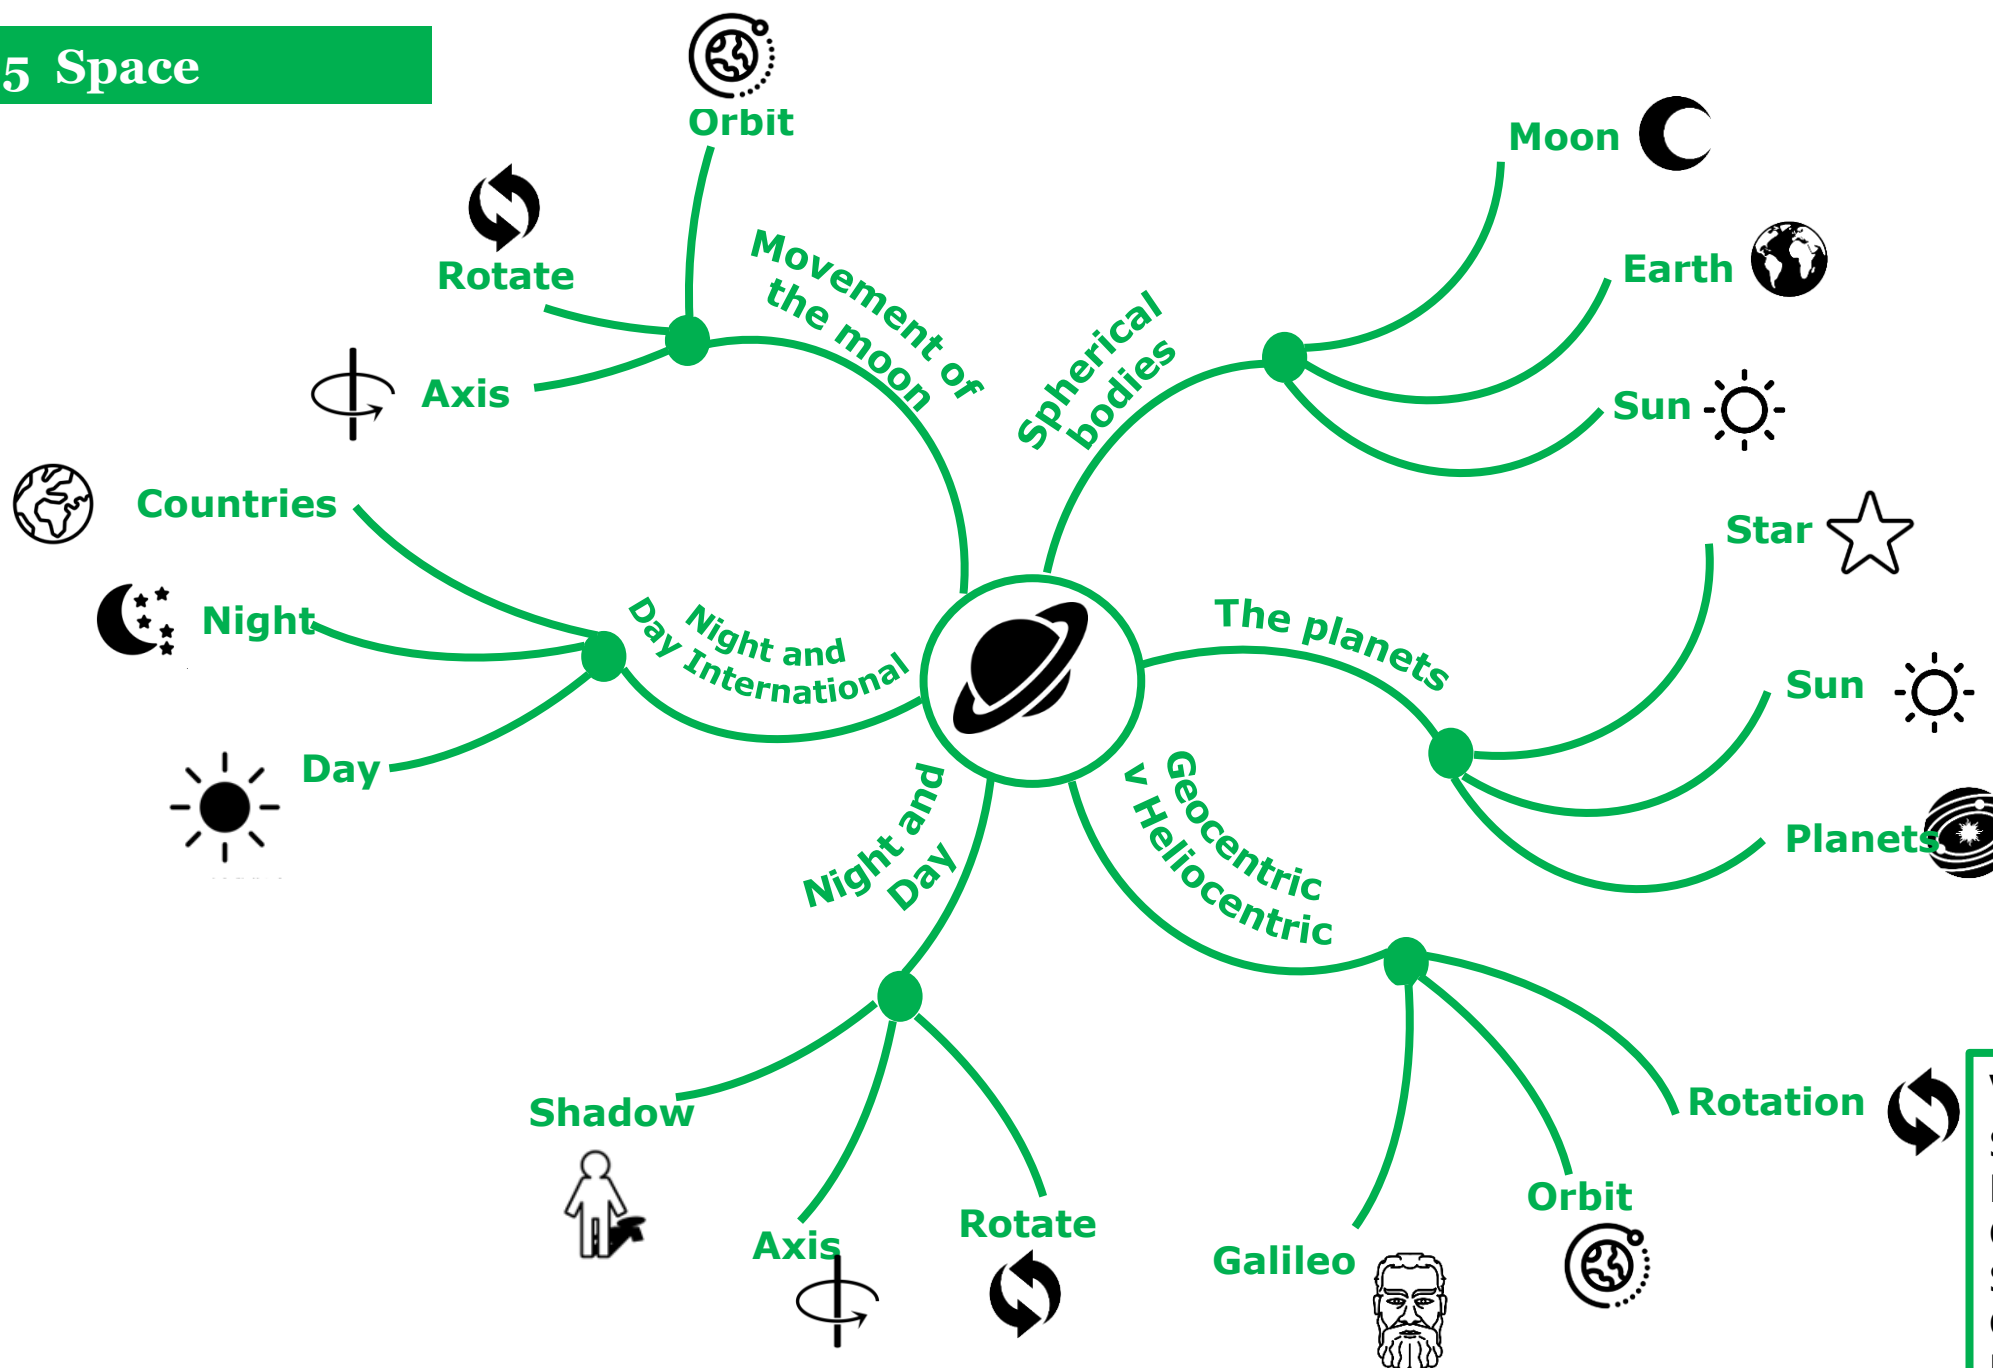 5 Space
Orbit
Rotate
Axis
Movement of
the moon
Spherical
bodies
Moon
Earth
Sun
Countries
Night
Day
Night and
Day International
The planets
Star
Sun
Planets
Night and
Day
Shadow
Axis
Rotate
Geocentric
v Heliocentric
Galileo
Orbit
Rotation